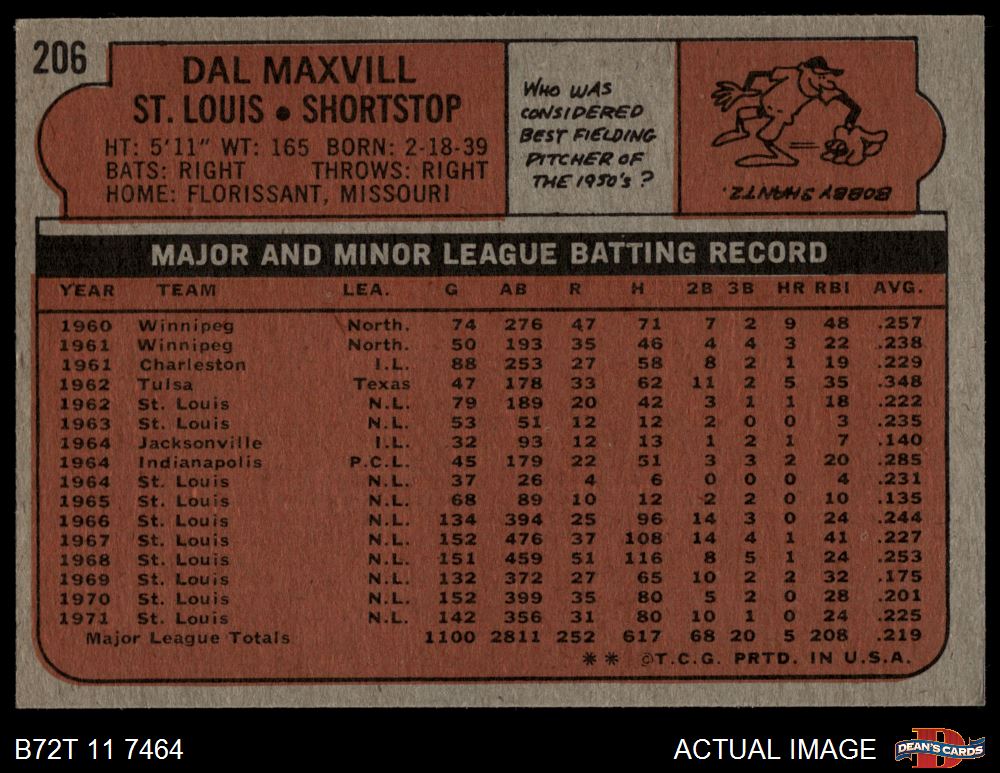 206
DAL MAXVILL
ST. LOUIS • SHORTSTOP
HT: 5'11" WT: 165 BORN: 2-18-39
BATS: RIGHT THROWS: RIGHT
HOME: FLORISSANT, MISSOURI
WHO WAS
CONSIDERED
BEST FIELDING
PITCHER OF
THE 1950's?
BOBBY SHANTZ.
MAJOR AND MINOR LEAGUE BATTING RECORD
YEAR TEAM LEA. G AB R H 2B 3B HR RBI AVG.
1960 Winnipeg North. 74 276 47 71 7 2 9 48 .257
1961 Winnipeg North. 50 193 35 46 4 4 3 22 .238
1961 Charleston I.L. 88 253 27 58 8 2 1 19 .229
1962 Tulsa Texas 47 178 33 62 11 2 5 35 .348
1962 St. Louis N.L. 79 189 20 42 3 1 1 18 .222
1963 St. Louis N.L. 53 51 12 12 2 0 0 3 .235
1964 Jacksonville I.L. 32 93 12 13 1 2 1 7 .140
1964 Indianapolis P.C.L. 45 179 22 51 3 3 2 20 .285
1964 St. Louis N.L. 37 26 4 6 0 0 0 4 .231
1965 St. Louis N.L. 68 89 10 12 2 2 0 10 .135
1966 St. Louis N.L. 134 394 25 96 14 3 0 24 .244
1967 St. Louis N.L. 152 476 37 108 14 4 1 41 .227
1968 St. Louis N.L. 151 459 51 116 8 5 1 24 .253
1969 St. Louis N.L. 132 372 27 65 10 2 2 32 .175
1970 St. Louis N.L. 152 399 35 80 5 2 0 28 .201
1971 St. Louis N.L. 142 356 31 80 10 1 0 24 .225
Major League Totals 1100 2811 252 617 68 20 5 208 .219
** ©T.C.G. PRTD. IN U.S.A.
B72T 11 7464
ACTUAL IMAGE
DEAN'S CARDS